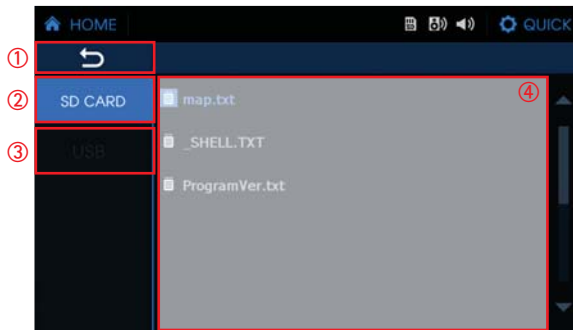 HOME
QUICK
①
②
SD CARD
④
map.txt
③
USB
_SHELL.TXT
ProgramVer.txt